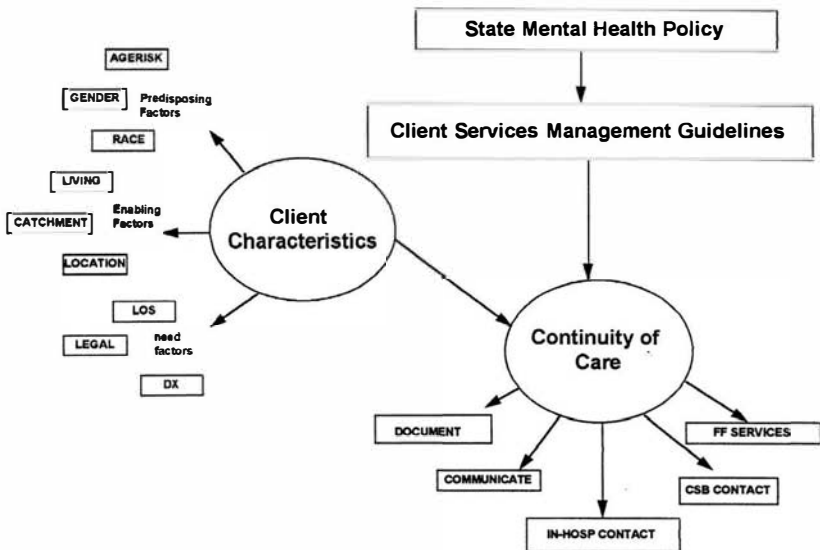 State Mental Health Policy
AGERISK
GENDER
Predisposing
Factors
RACE
Client Services Management Guidelines
LIVING
CATCHMENT
Enabling
Factors
LOCATION
Client
Characteristics
LOS
LEGAL
need
factors
DX
Continuity of
Care
DOCUMENT
FF SERVICES
COMMUNICATE
CSB CONTACT
IN-HOSP CONTACT